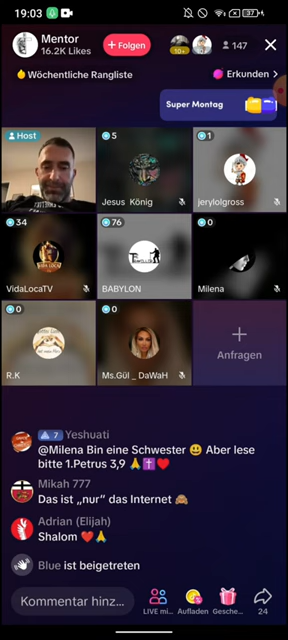 19:03
Mentor
16.2K Likes
+ Folgen
10+
147
Wöchentliche Rangliste
Erkunden >
Super Montag
Host
5
Jesus König
1
jerylolgross
34
VidaLocaTV
76
BABYLON
0
Milena
0
R.K
0
Ms.Gül _ DaWaH
+
Anfragen
7 Yeshuati
@Milena Bin eine Schwester 😃 Aber lese
bitte 1.Petrus 3,9 🙏✝️❤️
Mikah 777
Das ist „nur“ das Internet 🙈
Adrian (Elijah)
Shalom ❤️🙏
Blue ist beigetreten
Kommentar hinz...
LIVE mi...
Aufladen
Gesche...
24